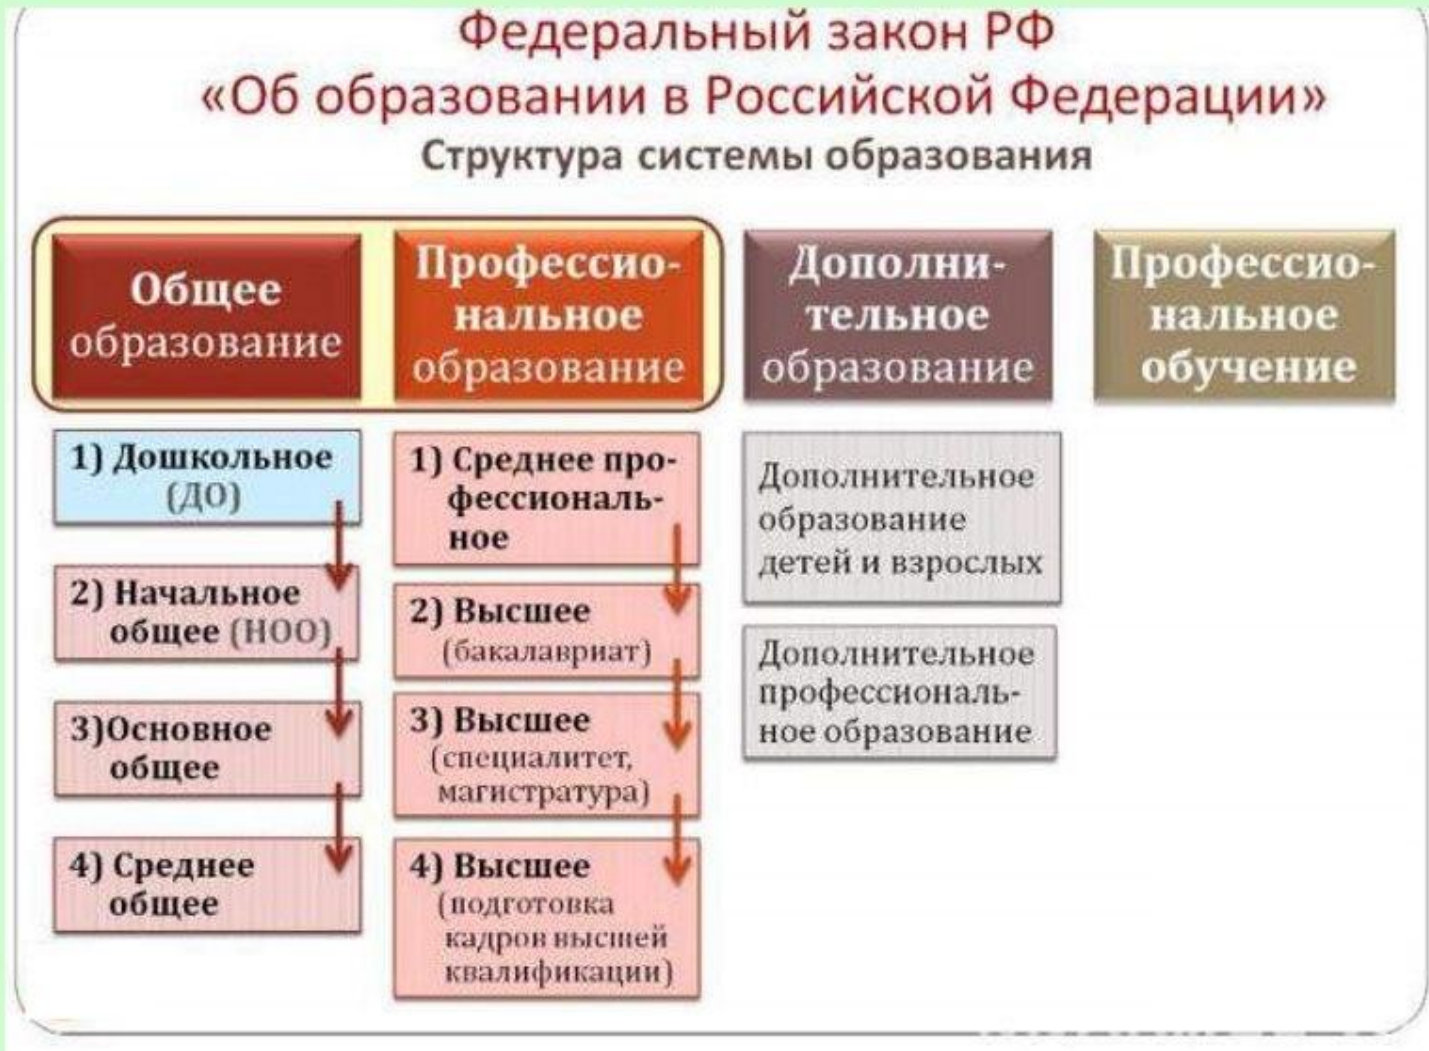 Федеральный закон РФ
«Об образовании в Российской Федерации»
Структура системы образования
Общее
образование
Профессио-
нальное
образование
Дополни-
тельное
образование
Профессио-
нальное
обучение
1) Дошкольное
(ДО)
2) Начальное
общее (НОО)
3)Основное
общее
4) Среднее
общее
1) Среднее про-
фессиональ-
ное
2) Высшее
(бакалавриат)
3) Высшее
(специалитет,
магистратура)
4) Высшее
(подготовка
кадров высшей
квалификации)
Дополнительное
образование
детей и взрослых
Дополнительное
профессиональ-
ное образование